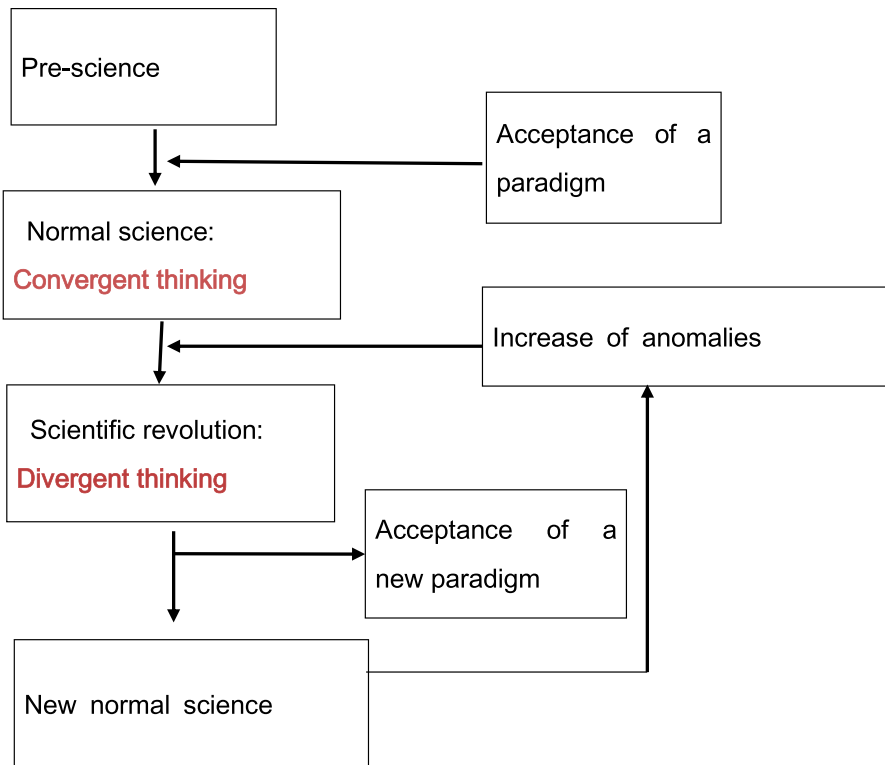 Pre-science
Acceptance of a
paradigm
Normal science:
Convergent thinking
Increase of anomalies
Scientific revolution:
Divergent thinking
Acceptance of a
new paradigm
New normal science